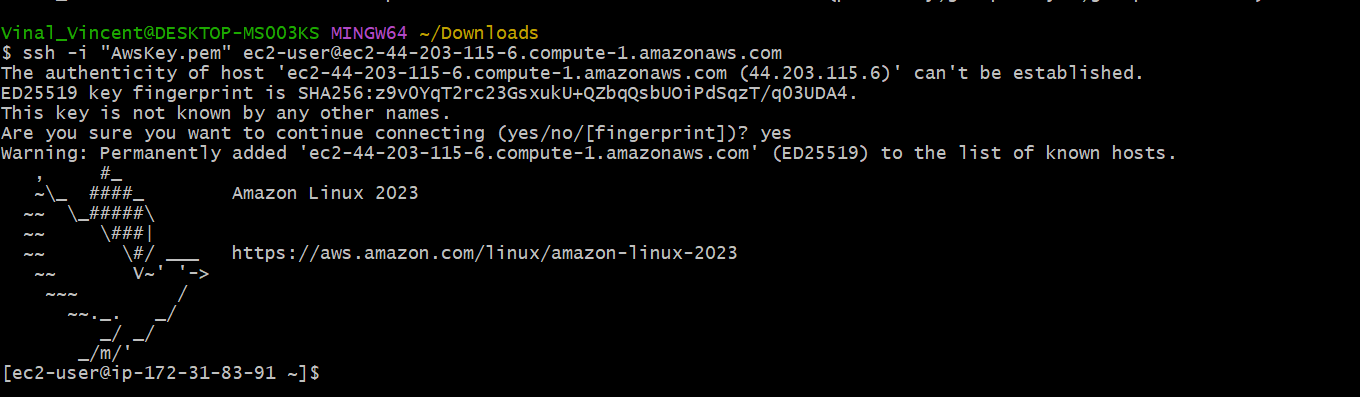 Vinal_Vincent@DESKTOP-MS003KS MINGW64 ~/Downloads
$ ssh -i "AwsKey.pem" ec2-user@ec2-44-203-115-6.compute-1.amazonaws.com
The authenticity of host 'ec2-44-203-115-6.compute-1.amazonaws.com (44.203.115.6)' can't be established.
ED25519 key fingerprint is SHA256:z9v0YqT2rc23GsxukU+QZbqQsbUOiPdSqzT/q03UDA4.
This key is not known by any other names.
Are you sure you want to continue connecting (yes/no/[fingerprint])? yes
Warning: Permanently added 'ec2-44-203-115-6.compute-1.amazonaws.com' (ED25519) to the list of known hosts.
   ,     #_
   ~\_  ####_        Amazon Linux 2023
  ~~  \_#####\
  ~~     \###|
  ~~       \#/ ___   https://aws.amazon.com/linux/amazon-linux-2023
   ~~       V~' '->
    ~~~         /
      ~~._.   _/
         _/ _/
       _/m/'
[ec2-user@ip-172-31-83-91 ~]$